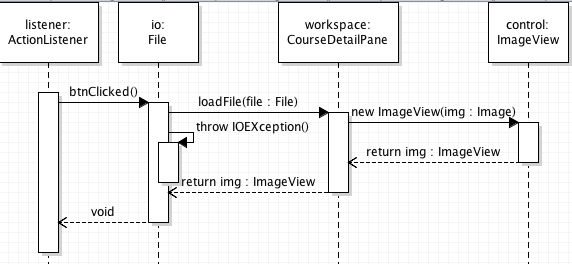 listener:
ActionListener
io:
File
workspace:
CourseDetailPane
control:
ImageView
btnClicked()
loadFile(file : File)
new ImageView(img : Image)
throw IOEXception()
return img : ImageView
return img : ImageView
void